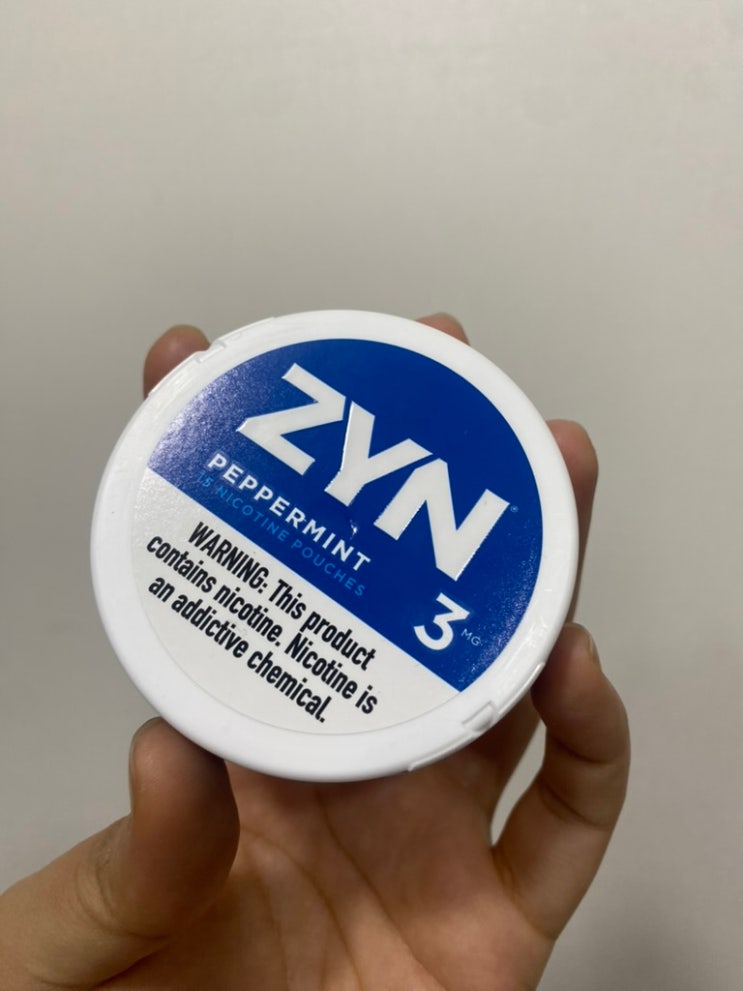 ZYN®
PEPPERMINT
15 NICOTINE POUCHES
3 MG
WARNING: This product
contains nicotine. Nicotine is
an addictive chemical.